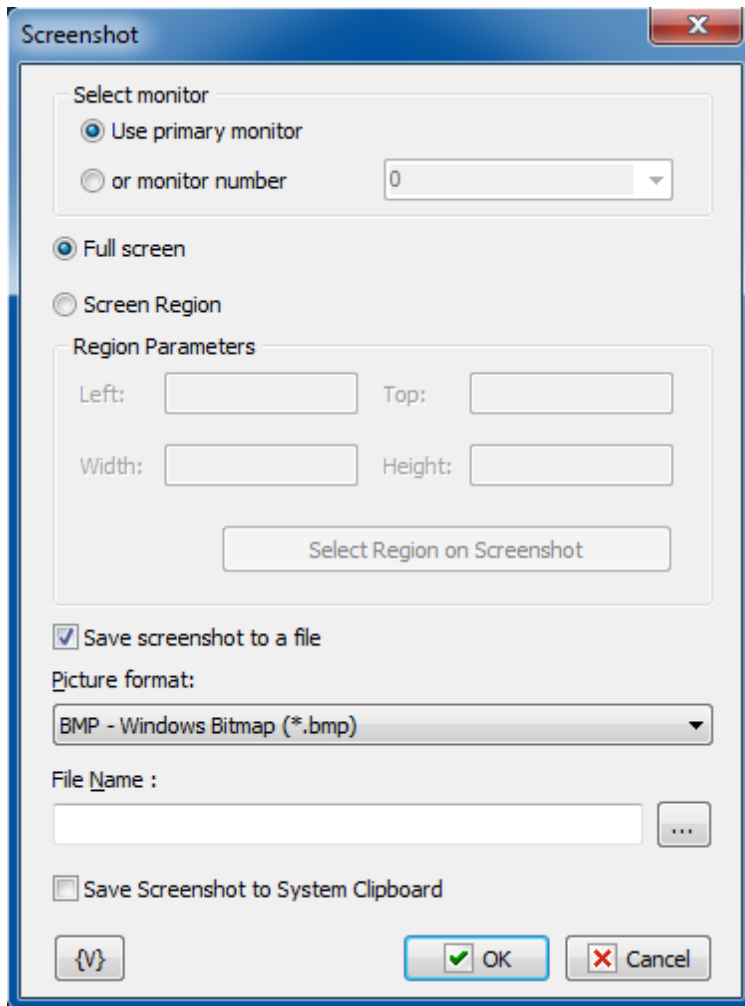 Screenshot
Select monitor
Use primary monitor
or monitor number 0
Full screen
Screen Region
Region Parameters
Left: Top:
Width: Height:
Select Region on Screenshot
Save screenshot to a file
Picture format:
BMP - Windows Bitmap (*.bmp)
File Name :
...
Save Screenshot to System Clipboard
{V} OK Cancel